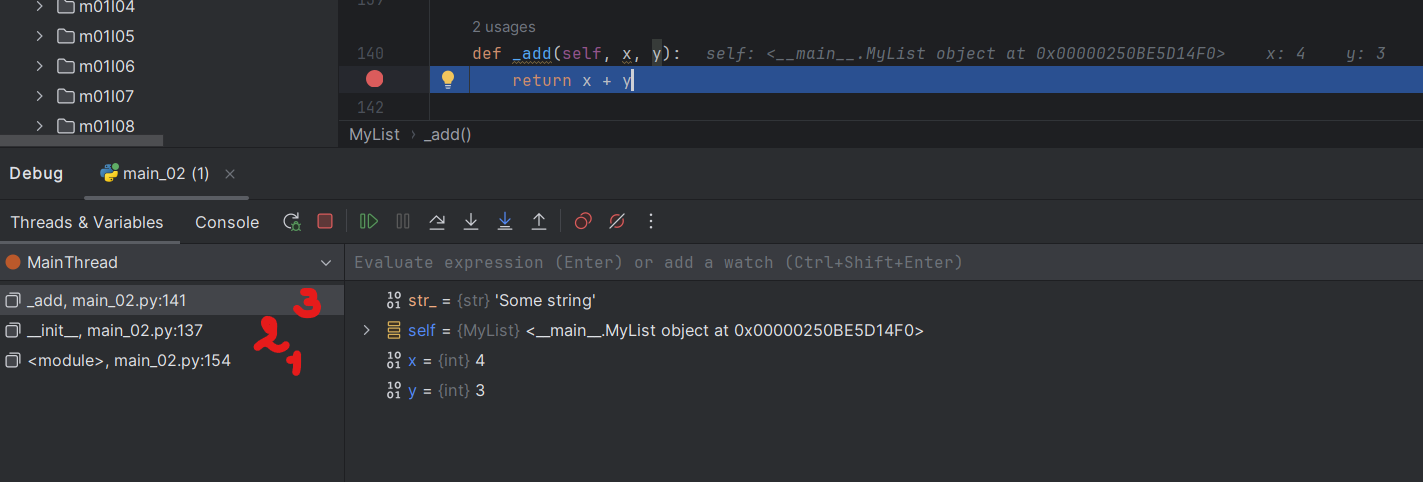 m01l04
m01l05
m01l06
m01l07
m01l08
139
2 usages
140 def _add(self, x, y): self: <__main__.MyList object at 0x00000250BE5D14F0> x: 4 y: 3
return x + y
142
MyList › _add()
Debug main_02 (1) ×
Threads & Variables Console
MainThread
Evaluate expression (Enter) or add a watch (Ctrl+Shift+Enter)
_add, main_02.py:141 3
__init__, main_02.py:137 2
<module>, main_02.py:154 1
str_ = {str} 'Some string'
self = {MyList} <__main__.MyList object at 0x00000250BE5D14F0>
x = {int} 4
y = {int} 3